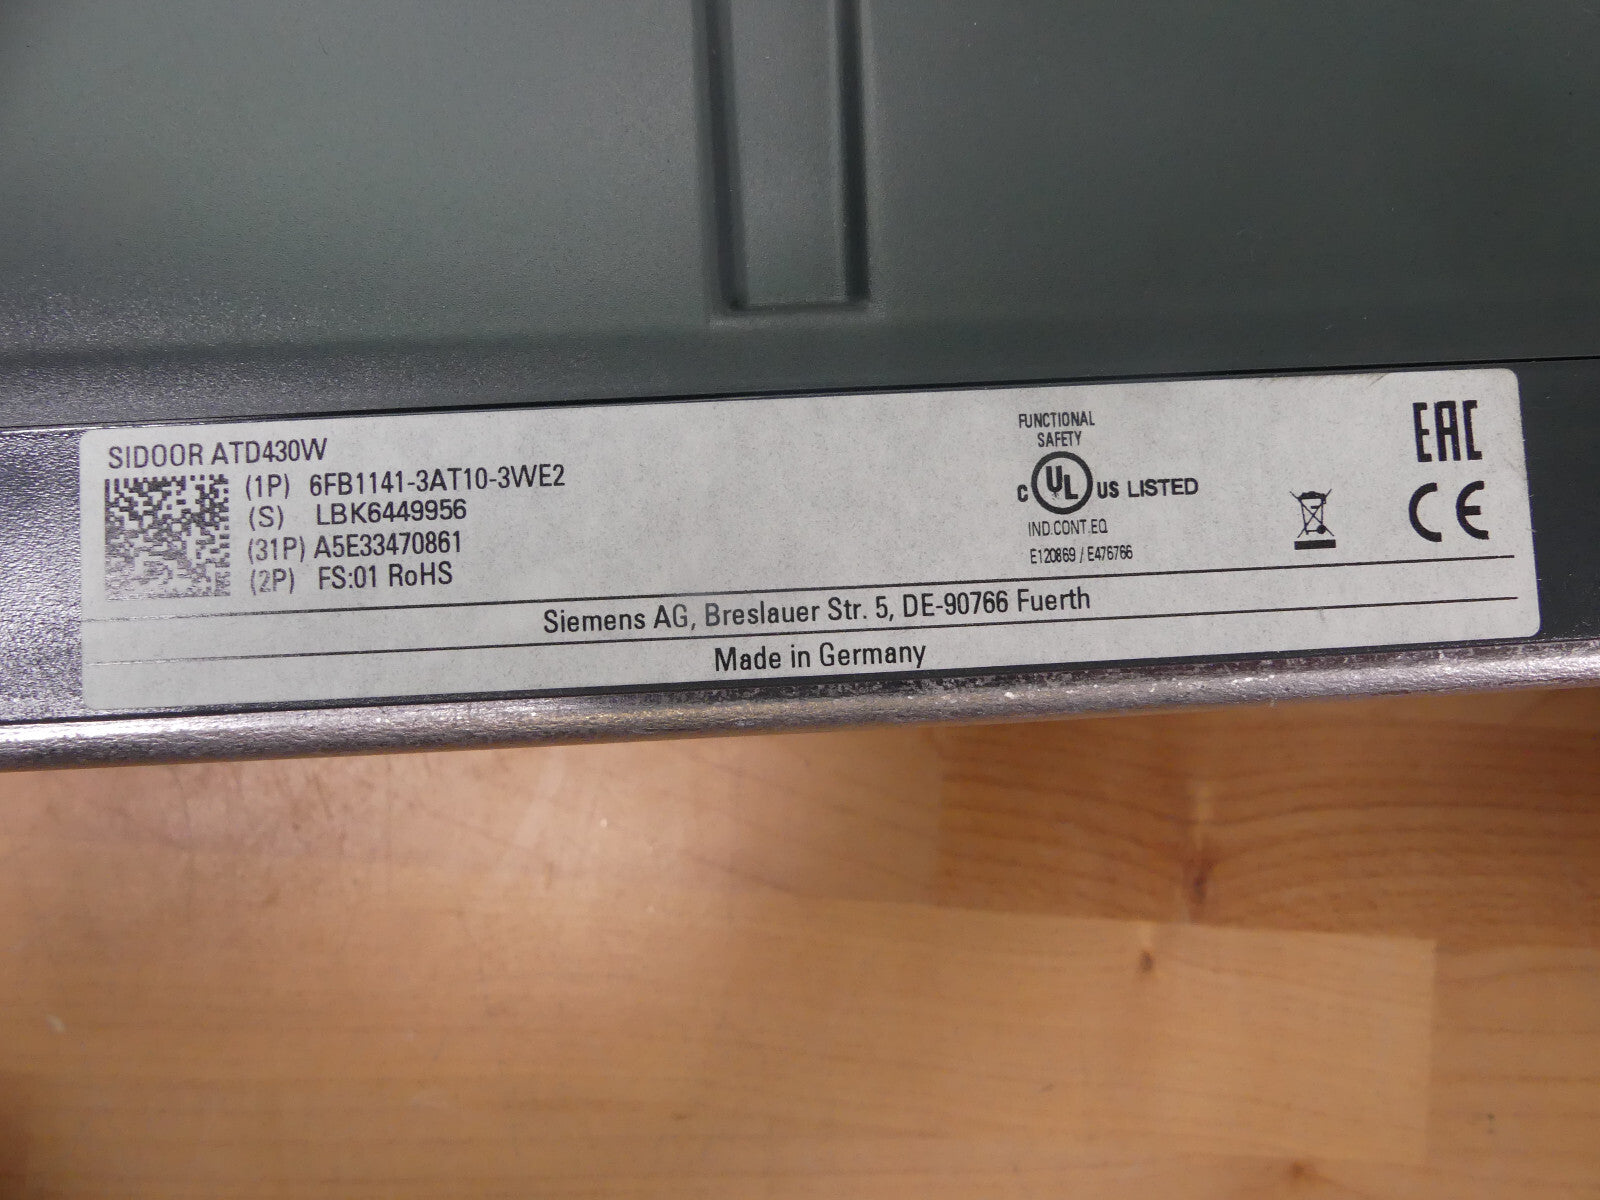 SIDOOR ATD430W
(1P) 6FB1141-3AT10-3WE2
(S) LBK6449956
(31P) A5E33470861
(2P) FS:01 RoHS
FUNCTIONAL
SAFETY
C UL US LISTED
IND.CONT.EQ
E120869 / E476766
EAC
CE
Siemens AG, Breslauer Str. 5, DE-90766 Fuerth
Made in Germany